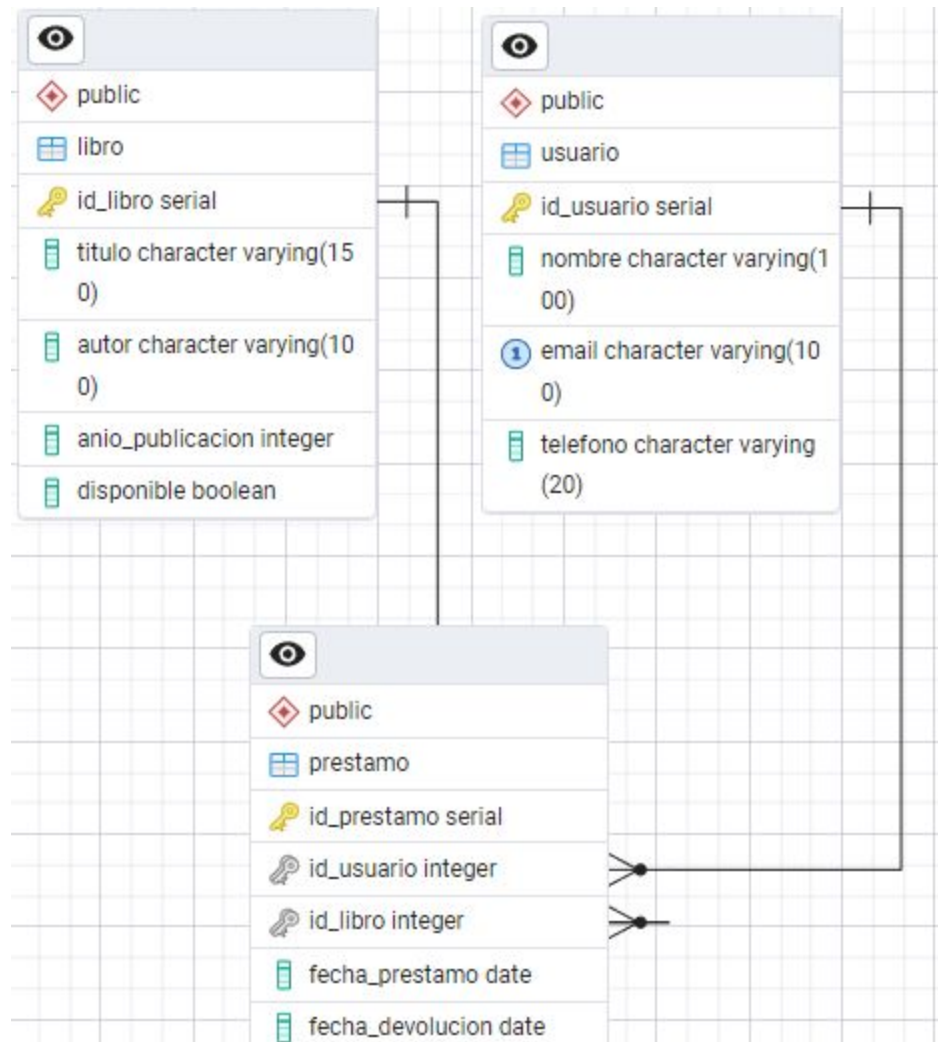 public
libro
id_libro serial
titulo character varying(15
0)
autor character varying(10
0)
anio_publicacion integer
disponible boolean
public
usuario
id_usuario serial
nombre character varying(1
00)
1 email character varying(10
0)
telefono character varying
(20)
public
prestamo
id_prestamo serial
id_usuario integer
id_libro integer
fecha_prestamo date
fecha_devolucion date